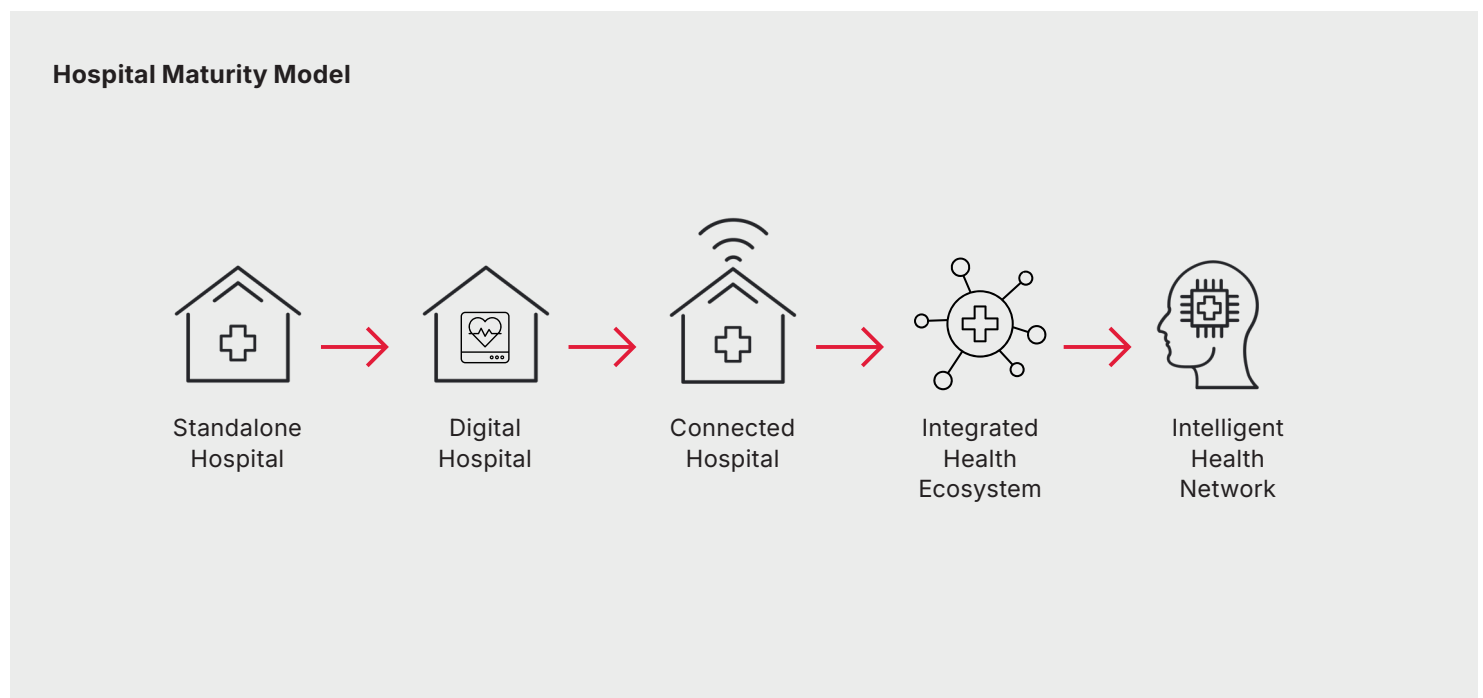 Hospital Maturity Model
Standalone
Hospital
Digital
Hospital
Connected
Hospital
Integrated
Health
Ecosystem
Intelligent
Health
Network